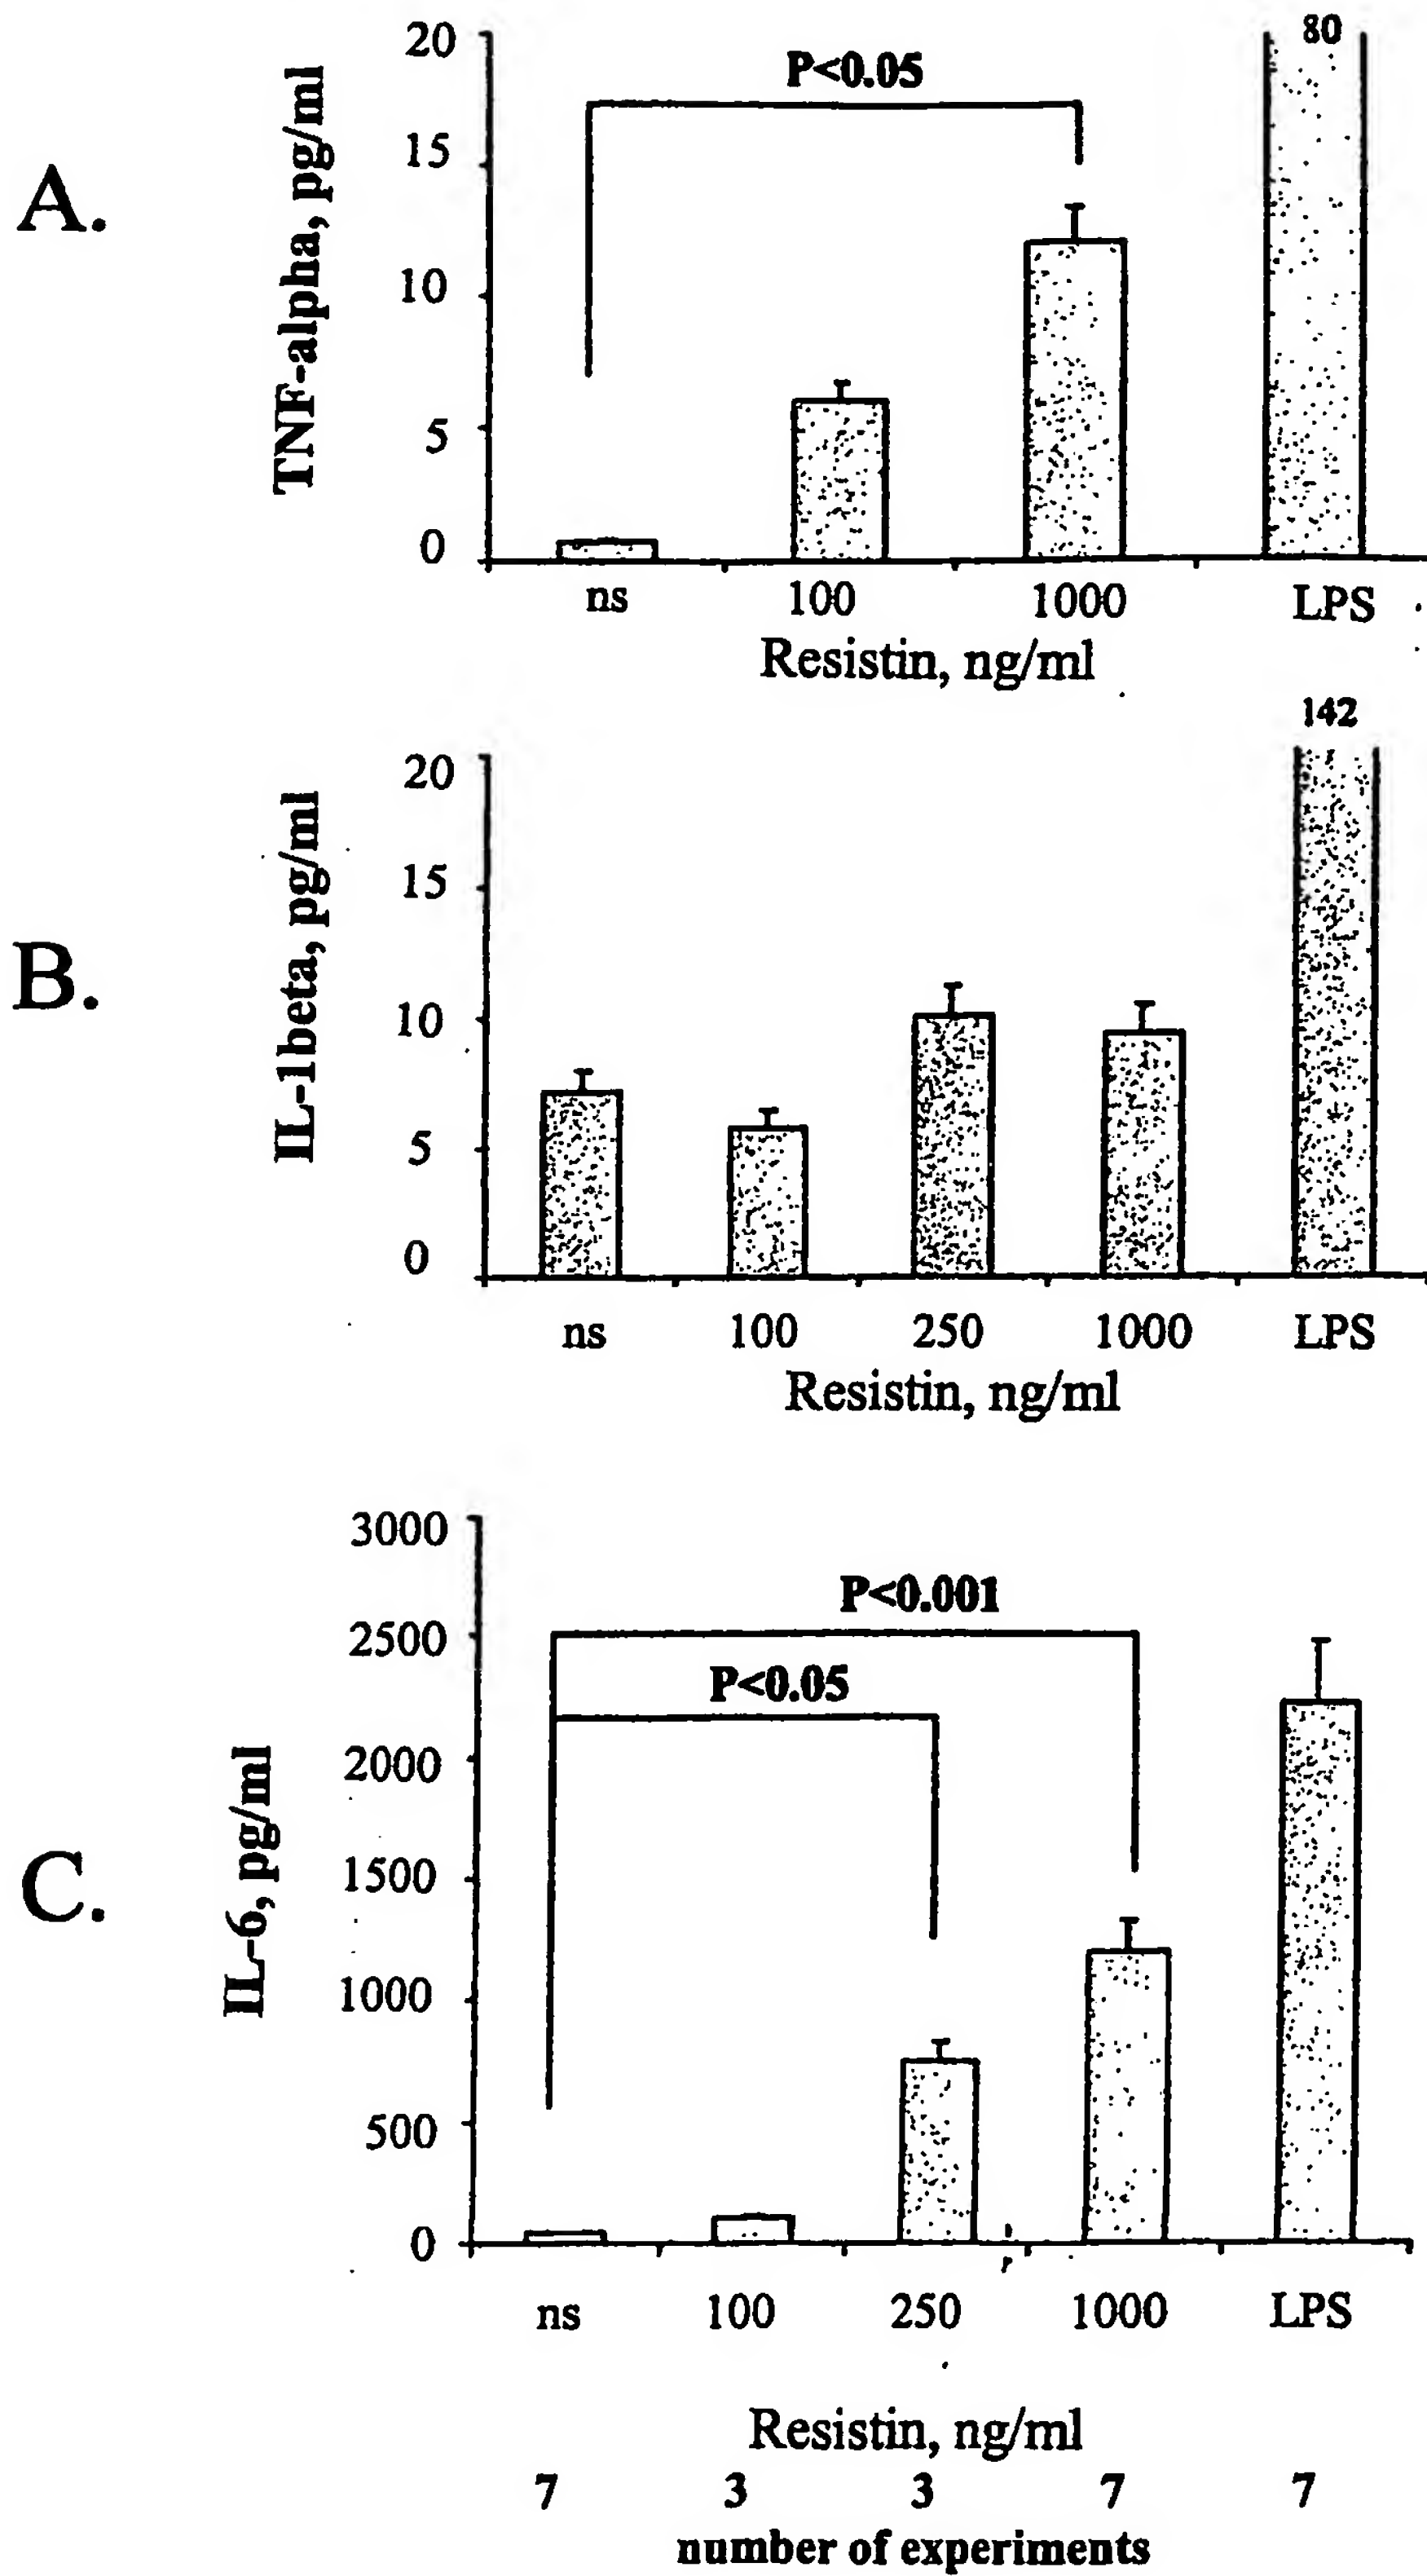 A.
TNF-alpha, pg/ml
20
15
10
5
0
P<0.05
80
ns 100 1000 LPS
Resistin, ng/ml
B.
IL-1beta, pg/ml
20
15
10
5
0
142
ns 100 250 1000 LPS
Resistin, ng/ml
C.
IL-6, pg/ml
3000
2500
2000
1500
1000
500
0
P<0.001
P<0.05
ns 100 250 1000 LPS
Resistin, ng/ml
7 3 3 7 7
number of experiments